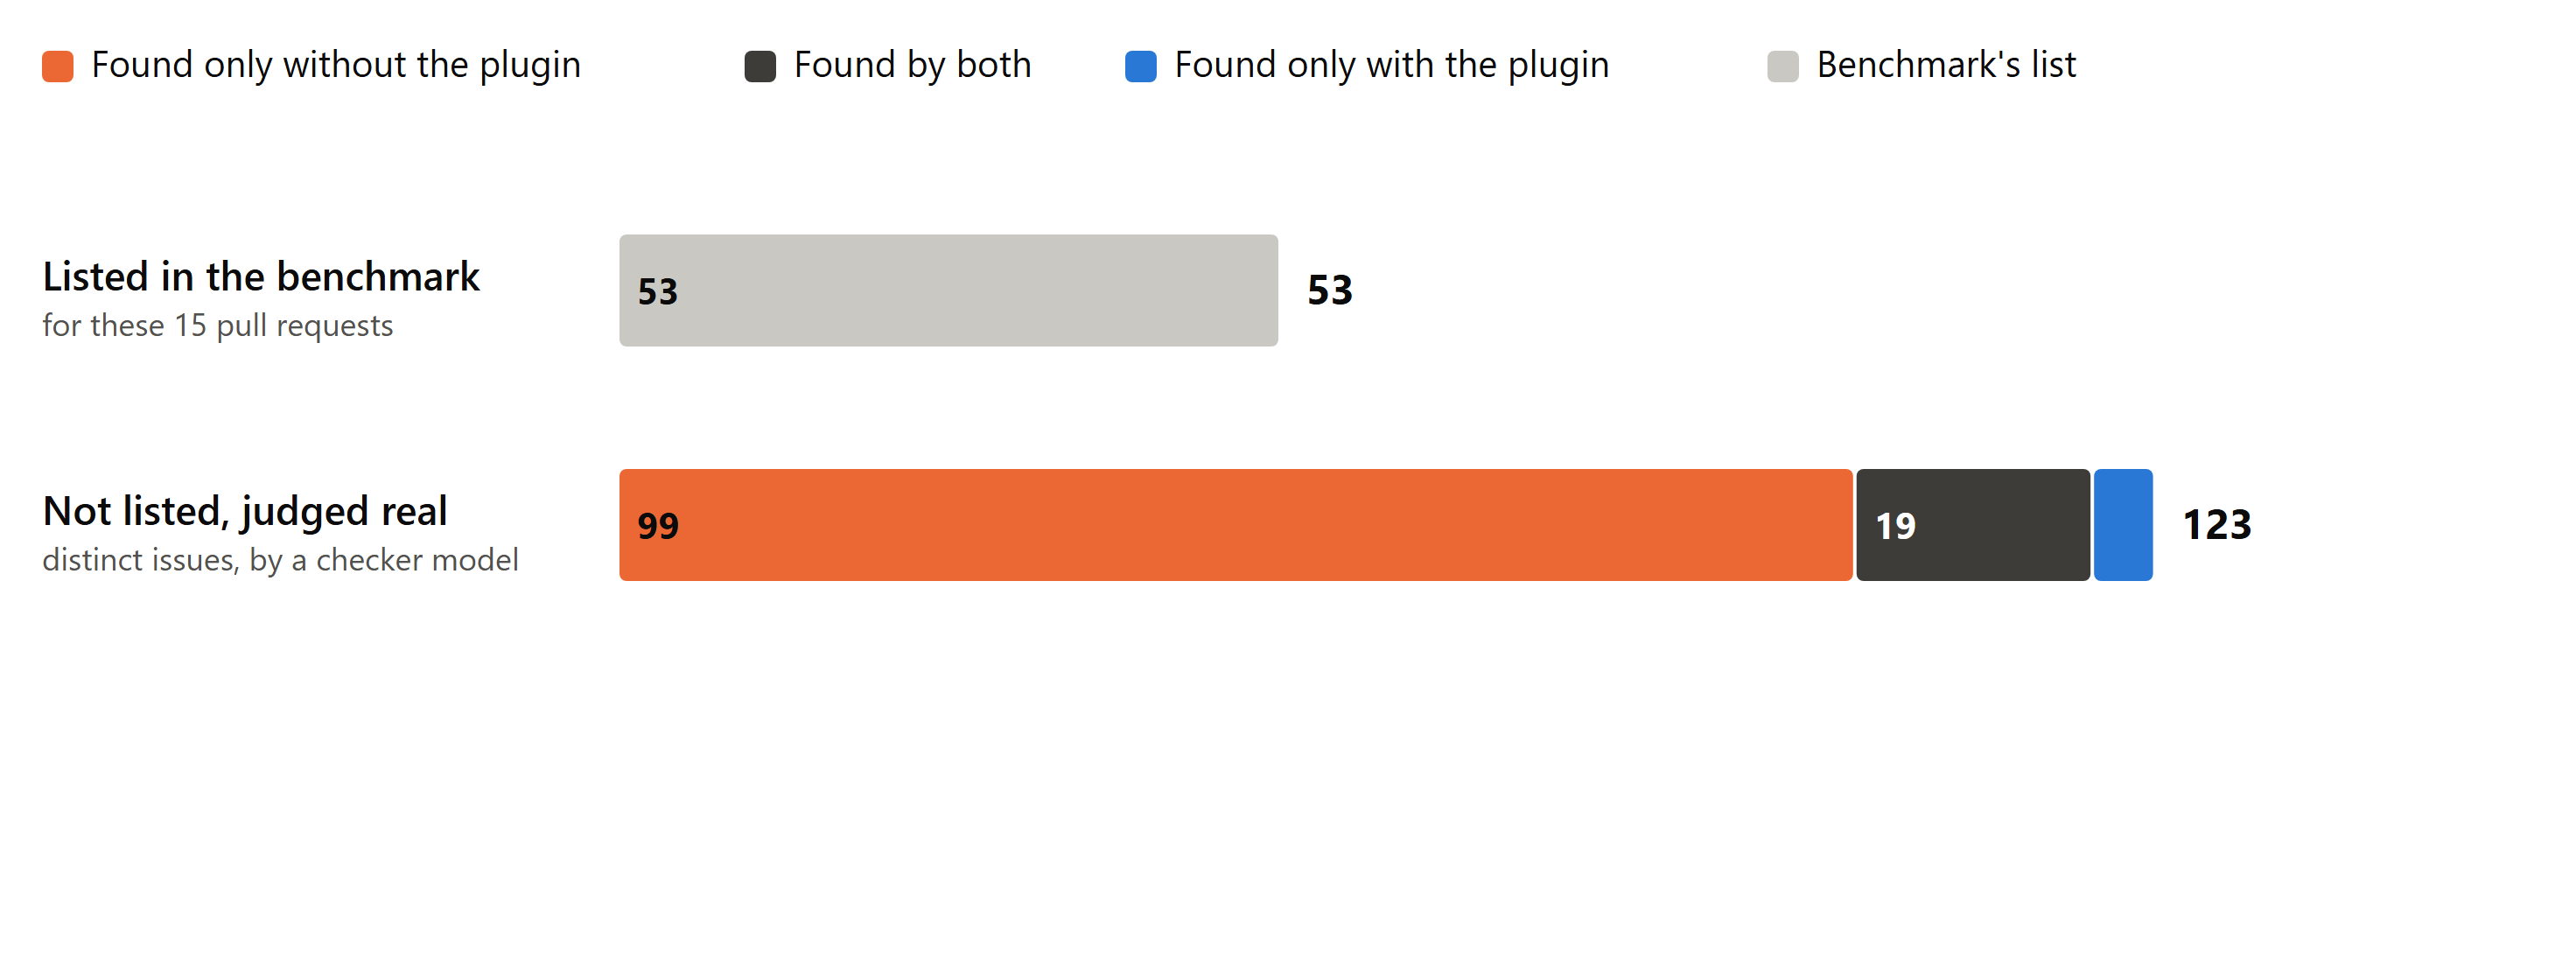 Found only without the plugin
Found by both
Found only with the plugin
Benchmark's list
Listed in the benchmark
for these 15 pull requests
53
53
Not listed, judged real
distinct issues, by a checker model
99
19
123